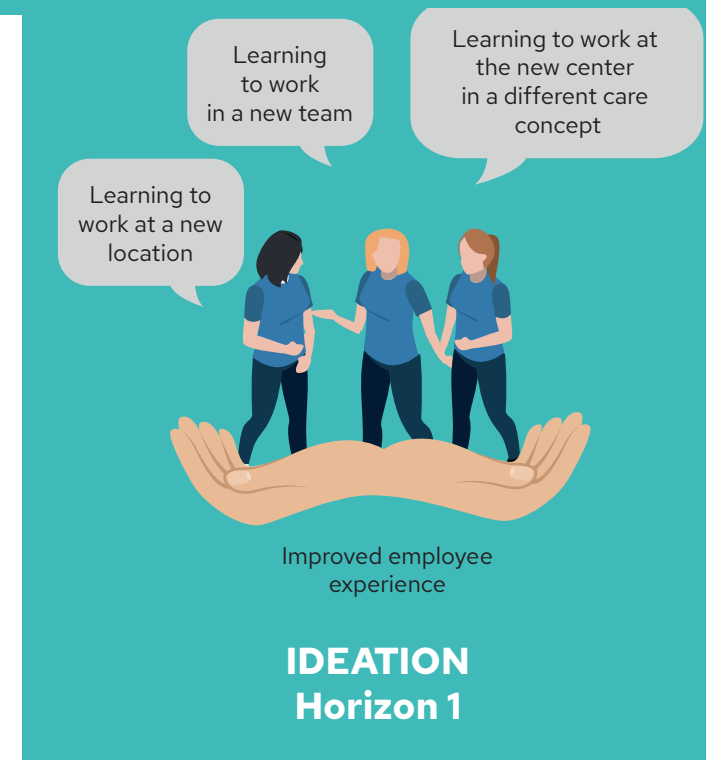 Learning
to work
in a new team
Learning to work at
the new center
in a different care
concept
Learning to
work at a new
location
Improved employee
experience
IDEATION
Horizon 1